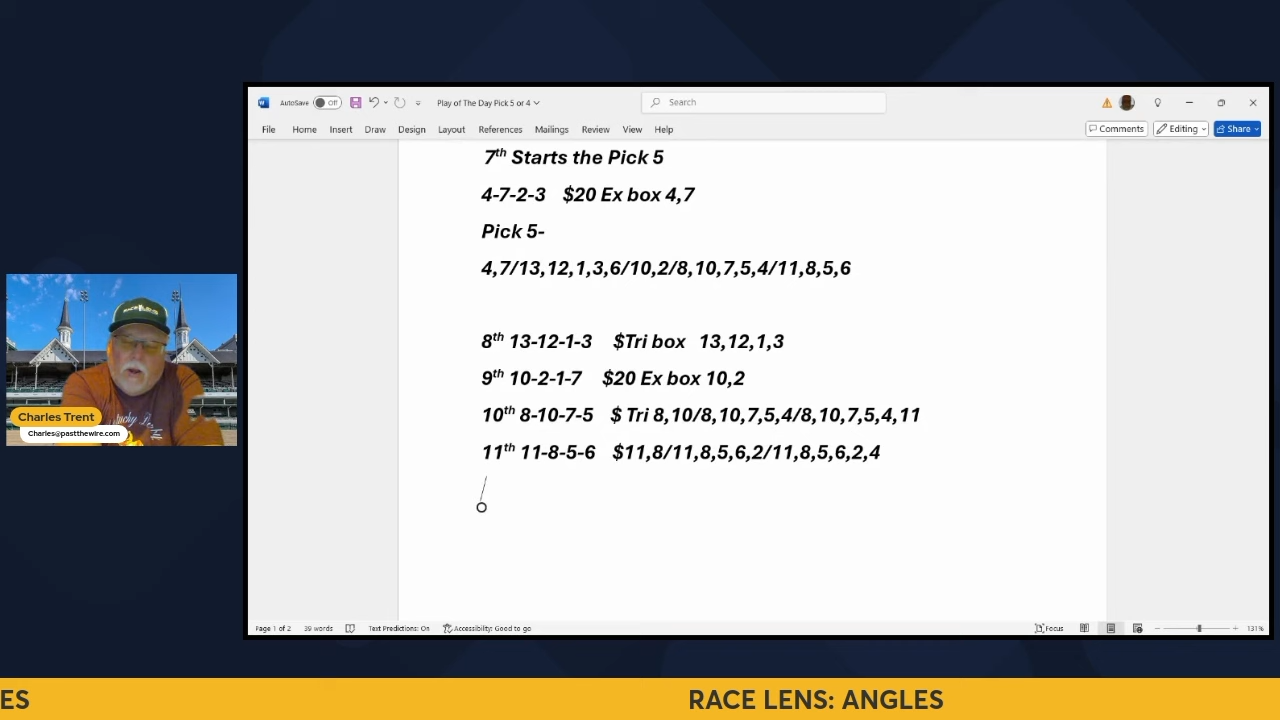 AutoSave Off Play of The Day Pick 5 or 4 Search
File Home Insert Draw Design Layout References Mailings Review View Help Comments Editing Share
7th Starts the Pick 5
4-7-2-3 $20 Ex box 4,7
Pick 5-
4,7/13,12,1,3,6/10,2/8,10,7,5,4/11,8,5,6
8th 13-12-1-3 $Tri box 13,12,1,3
9th 10-2-1-7 $20 Ex box 10,2
10th 8-10-7-5 $ Tri 8,10/8,10,7,5,4/8,10,7,5,4,11
11th 11-8-5-6 $11,8/11,8,5,6,2/11,8,5,6,2,4
Charles Trent
Charles@pastthewire.com
Page 1 of 2 39 words Text Predictions: On Accessibility: Good to go Focus 131%
ES RACE LENS: ANGLES